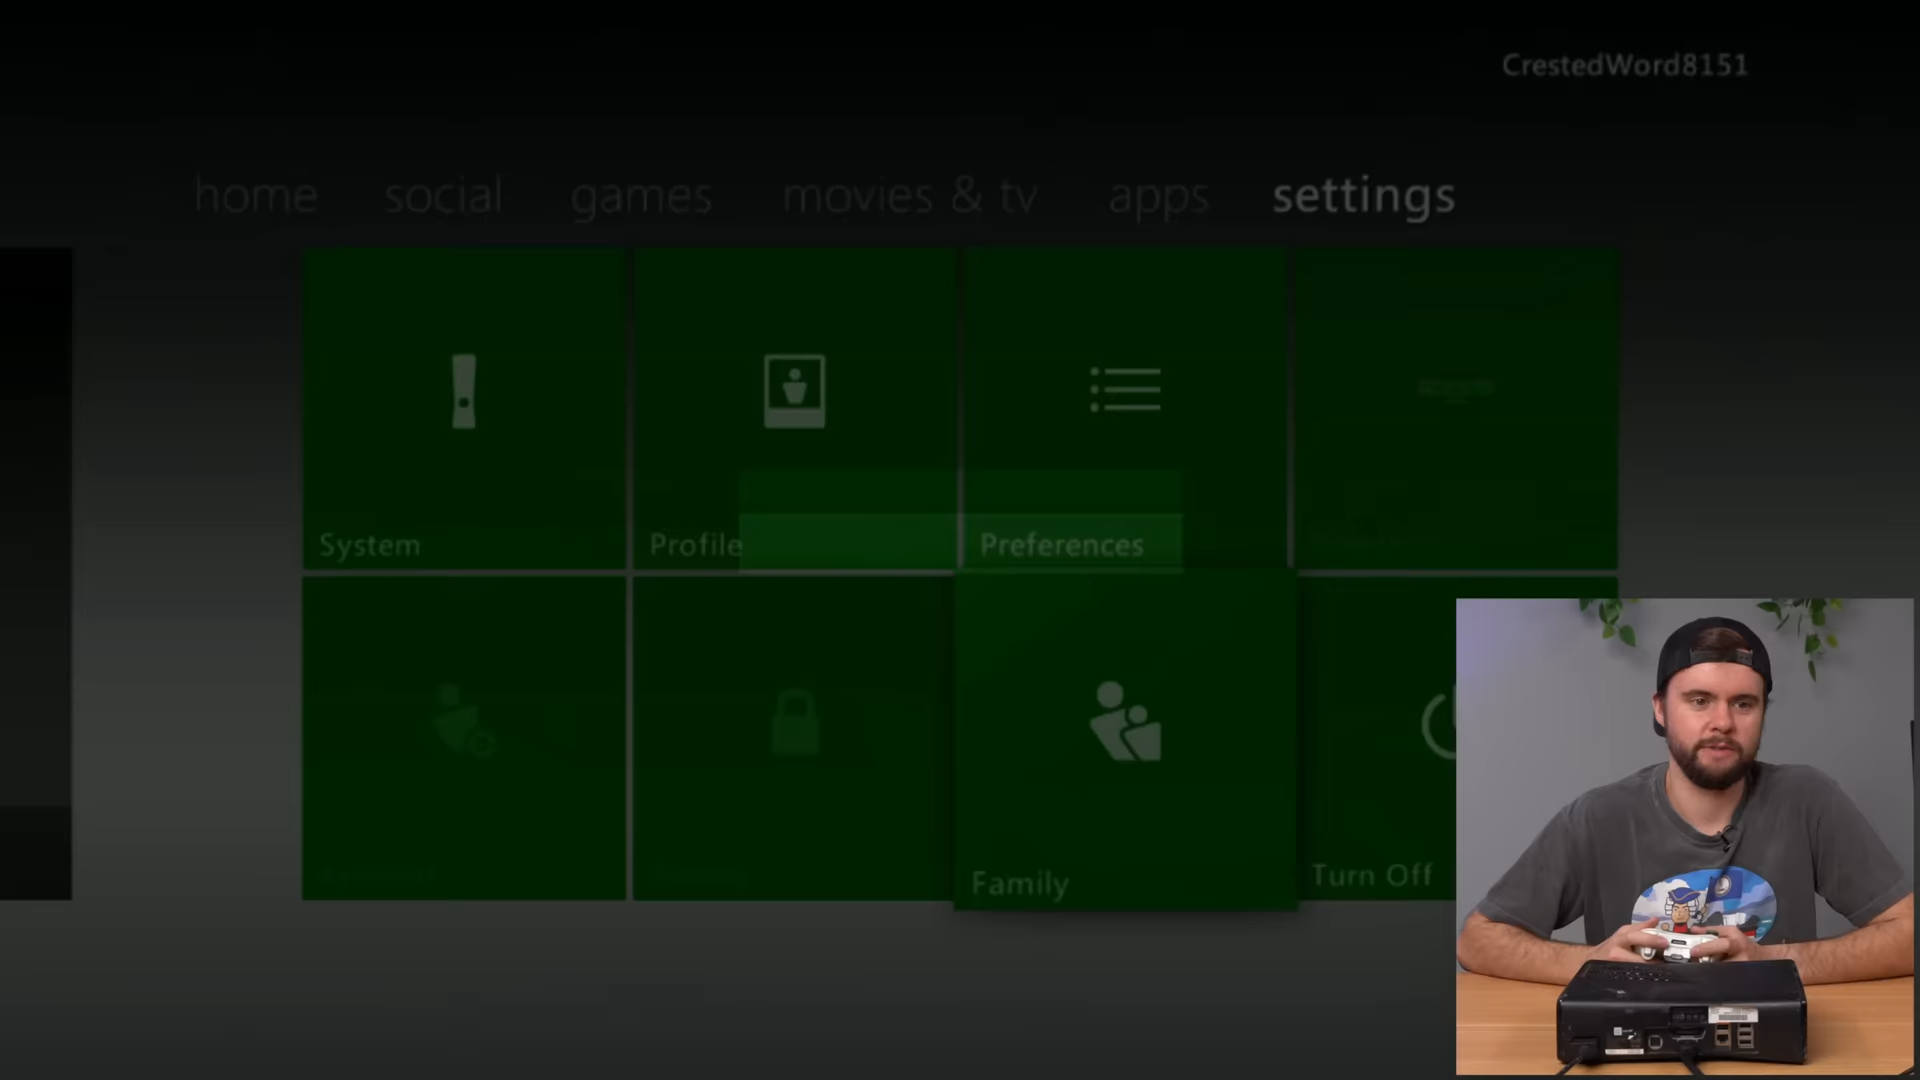 CrestedWord8151
home social games movies & tv apps settings
System Profile Preferences
Family Turn Off